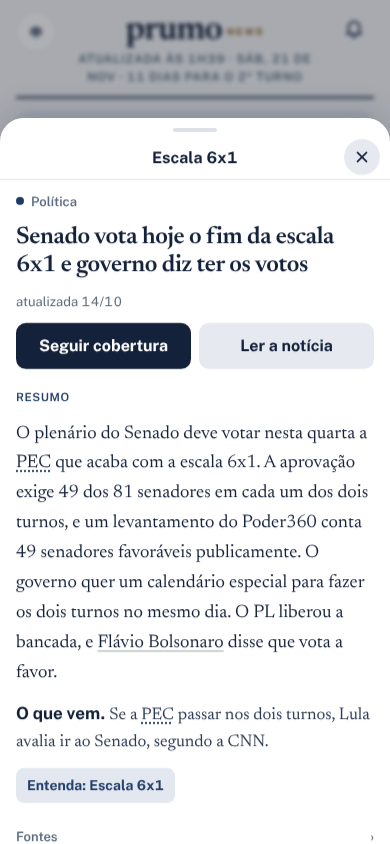 prumo NEWS
ATUALIZADA ÀS 1H39 · SÁB, 21 DE
NOV · 11 DIAS PARA O 2º TURNO
Escala 6x1
Política
Senado vota hoje o fim da escala
6x1 e governo diz ter os votos
atualizada 14/10
Seguir cobertura
Ler a notícia
RESUMO
O plenário do Senado deve votar nesta quarta a
PEC que acaba com a escala 6x1. A aprovação
exige 49 dos 81 senadores em cada um dos dois
turnos, e um levantamento do Poder360 conta
49 senadores favoráveis publicamente. O
governo quer um calendário especial para fazer
os dois turnos no mesmo dia. O PL liberou a
bancada, e Flávio Bolsonaro disse que vota a
favor.
O que vem. Se a PEC passar nos dois turnos, Lula
avalia ir ao Senado, segundo a CNN.
Entenda: Escala 6x1
Fontes ›